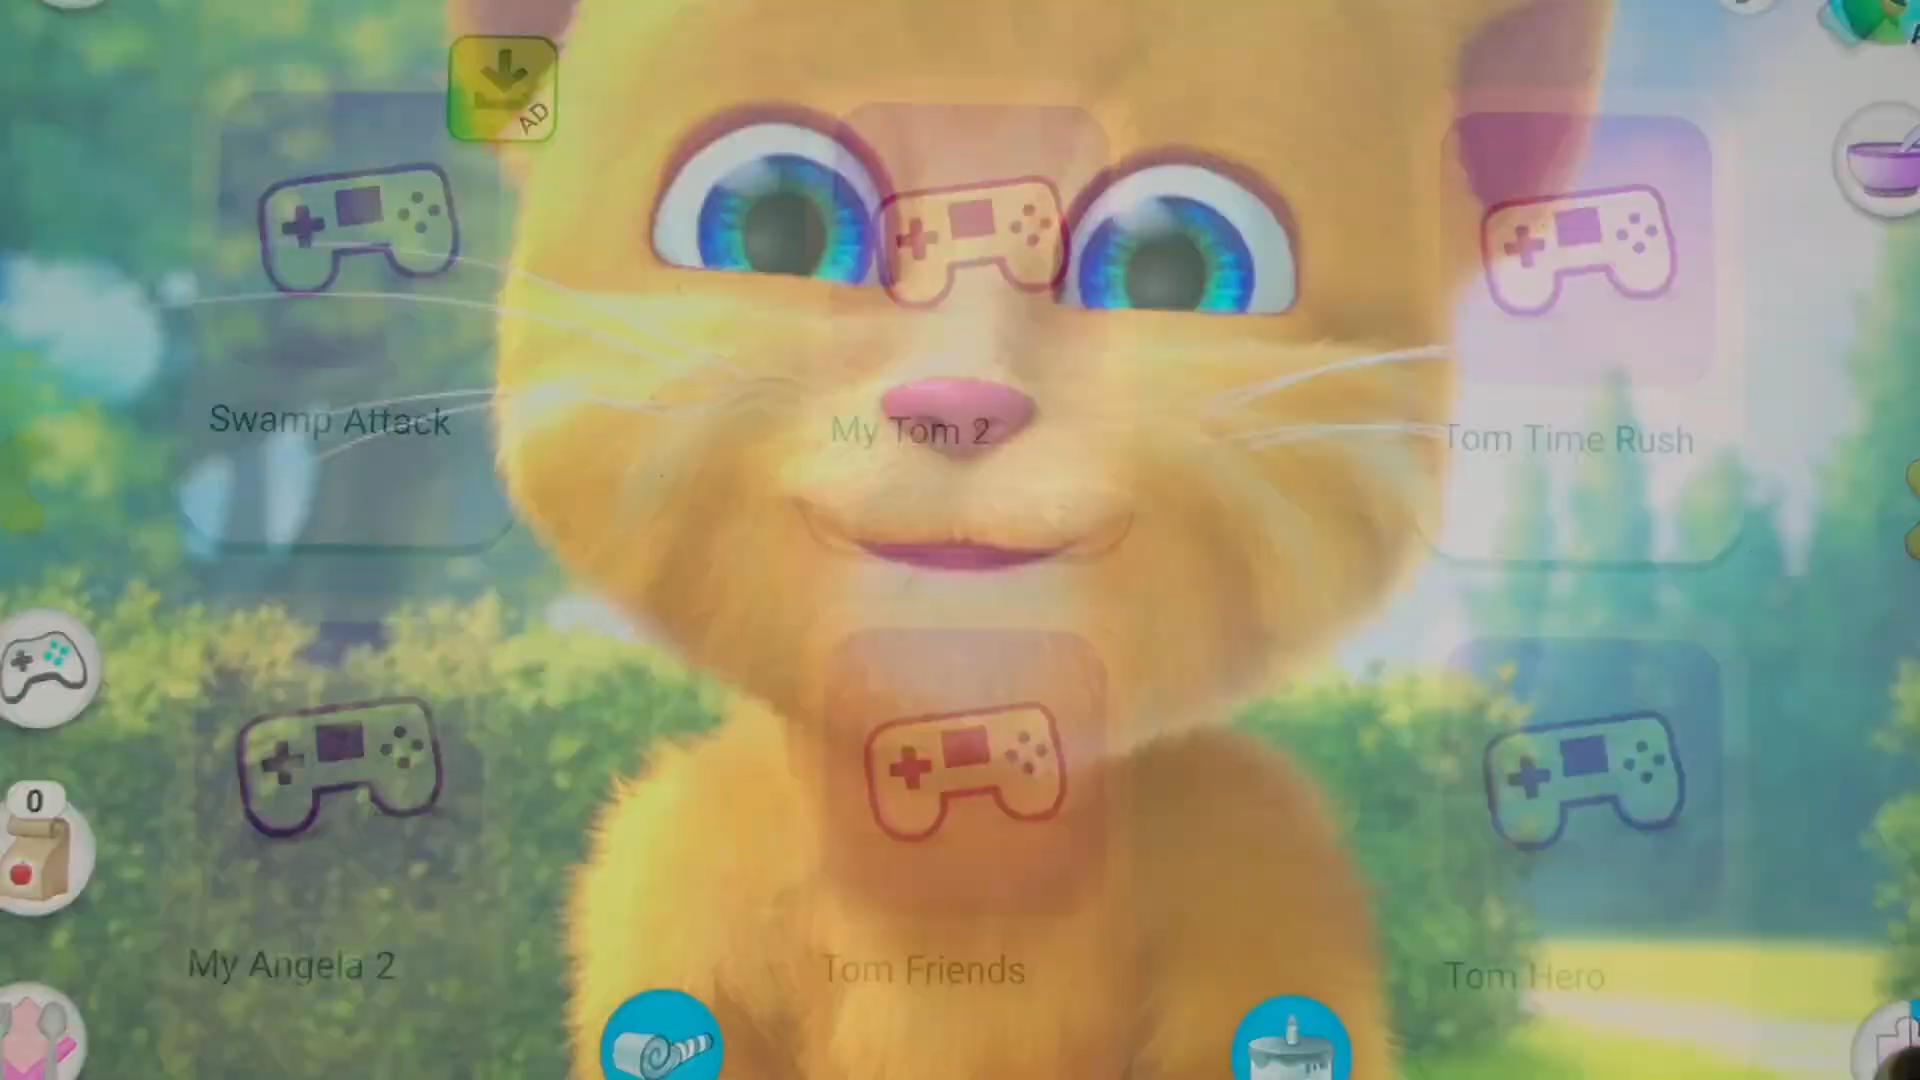 AD
Swamp Attack
My Tom 2
Tom Time Rush
0
My Angela 2
Tom Friends
Tom Hero